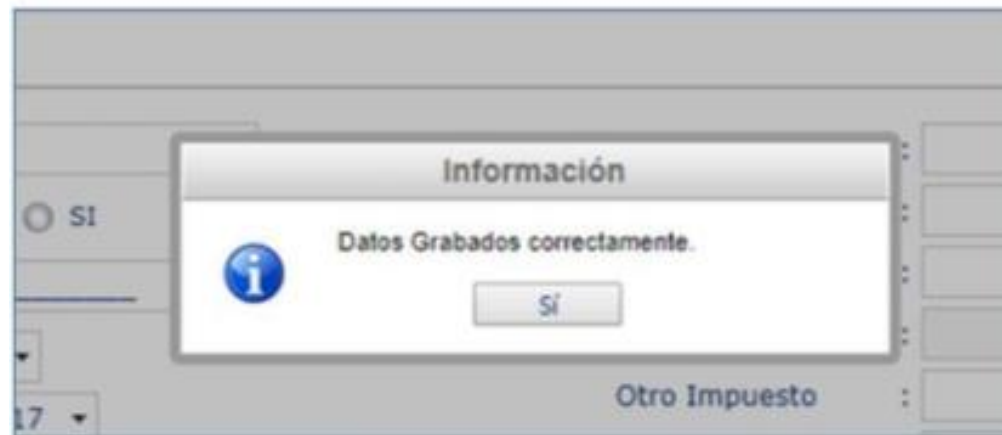 Información
SI
Datos Grabados correctamente.
Sí
Otro Impuesto :
17